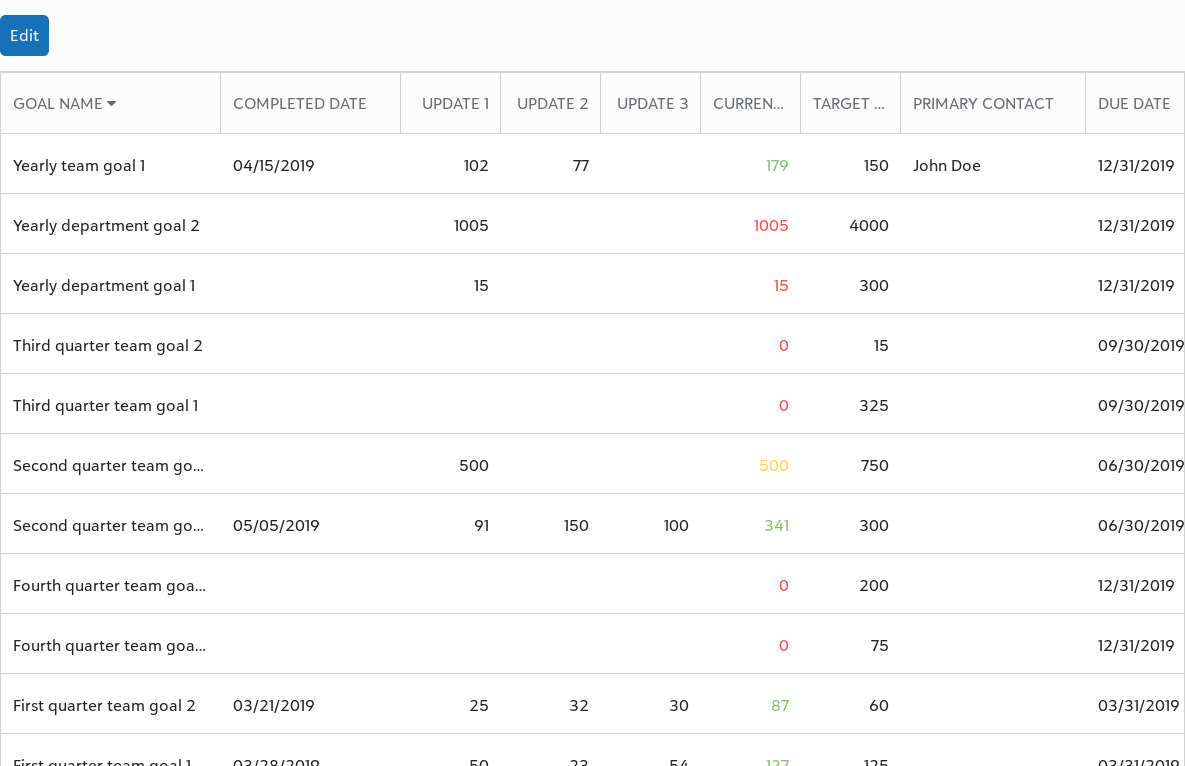 Edit
GOAL NAME COMPLETED DATE UPDATE 1 UPDATE 2 UPDATE 3 CURREN... TARGET ... PRIMARY CONTACT DUE DATE
Yearly team goal 1 04/15/2019 102 77 179 150 John Doe 12/31/2019
Yearly department goal 2 1005 1005 4000 12/31/2019
Yearly department goal 1 15 15 300 12/31/2019
Third quarter team goal 2 0 15 09/30/2019
Third quarter team goal 1 0 325 09/30/2019
Second quarter team go... 500 500 750 06/30/2019
Second quarter team go... 05/05/2019 91 150 100 341 300 06/30/2019
Fourth quarter team goa... 0 200 12/31/2019
Fourth quarter team goa... 0 75 12/31/2019
First quarter team goal 2 03/21/2019 25 32 30 87 60 03/31/2019
First quarter team goal 1 03/28/2019 50 23 54 127 125 03/31/2019